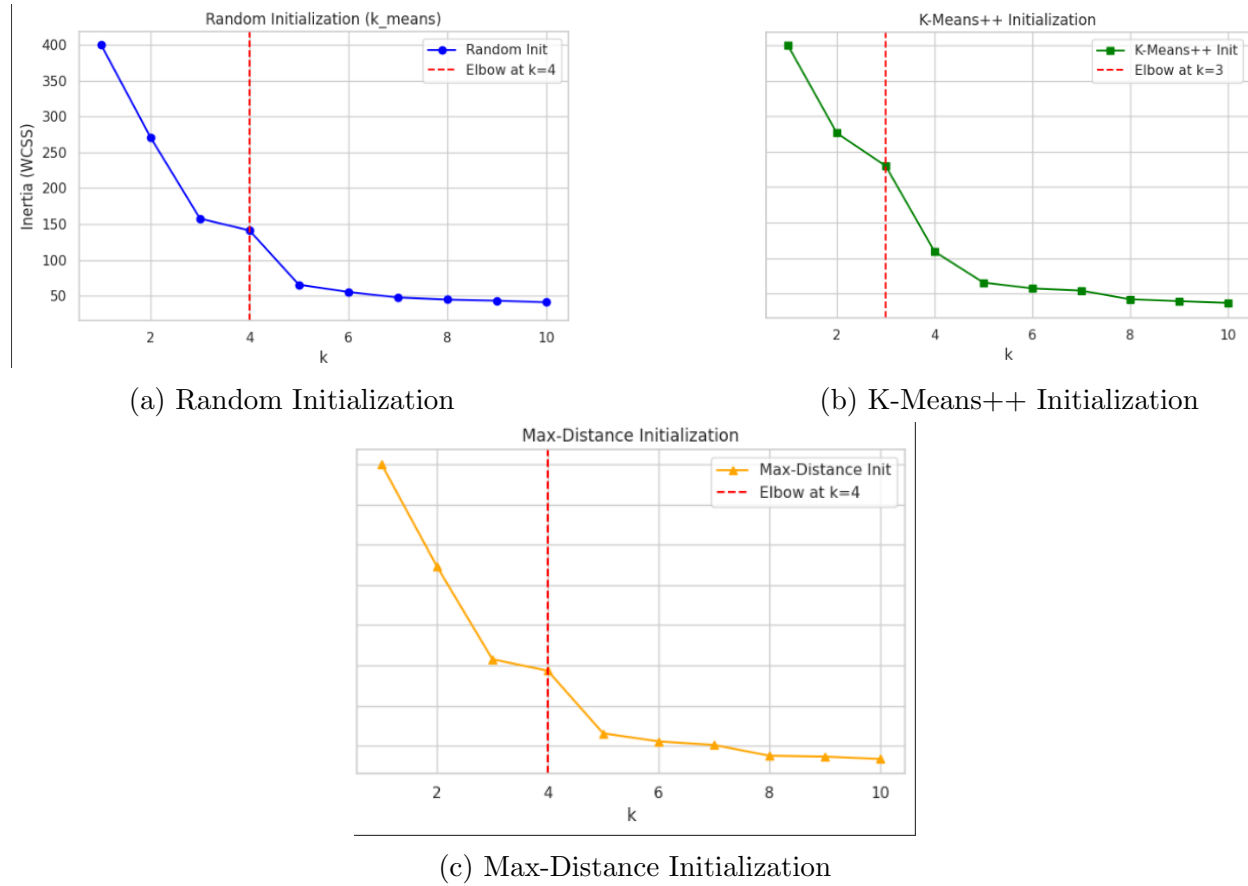 Random Initialization (k_means)
Random Init
Elbow at k=4
Inertia (WCSS)
400
350
300
250
200
150
100
50
2 4 6 8 10
k
(a) Random Initialization
K-Means++ Initialization
K-Means++ Init
Elbow at k=3
2 4 6 8 10
k
(b) K-Means++ Initialization
Max-Distance Initialization
Max-Distance Init
Elbow at k=4
2 4 6 8 10
k
(c) Max-Distance Initialization